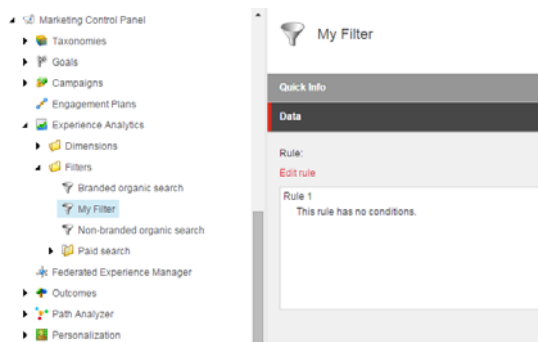 Marketing Control Panel
Taxonomies
Goals
Campaigns
Engagement Plans
Experience Analytics
Dimensions
Filters
Branded organic search
My Filter
Non-branded organic search
Paid search
Federated Experience Manager
Outcomes
Path Analyzer
Personalization
My Filter
Quick Info
Data
Rule:
Edit rule
Rule 1
This rule has no conditions.